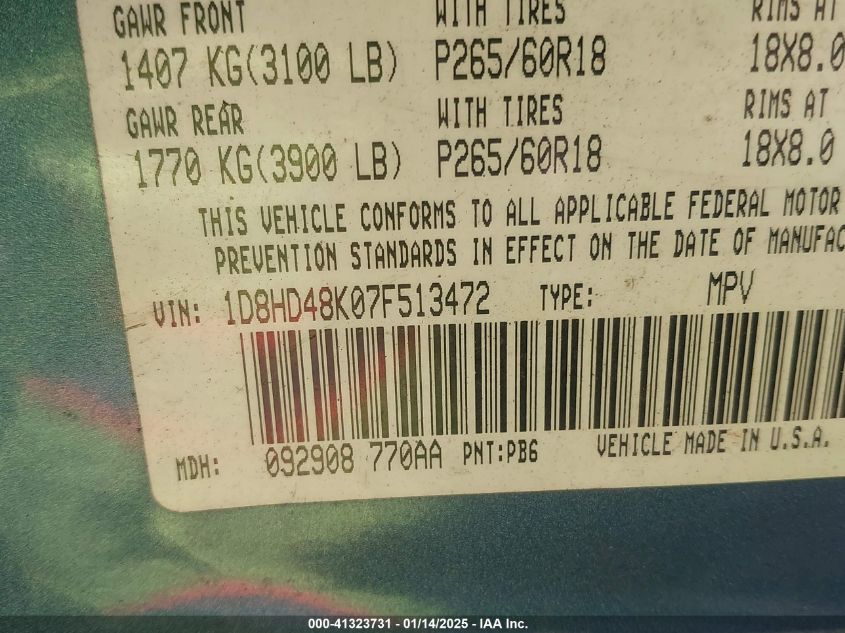 GAWR FRONT WITH TIRES RIMS AT
1407 KG(3100 LB) P265/60R18 18X8.0
GAWR REAR WITH TIRES RIMS AT
1770 KG(3900 LB) P265/60R18 18X8.0
THIS VEHICLE CONFORMS TO ALL APPLICABLE FEDERAL MOTOR
PREVENTION STANDARDS IN EFFECT ON THE DATE OF MANUFAC
VIN: 1D8HD48K07F513472 TYPE: MPV
MDH: 092908 770AA PNT:PB6 VEHICLE MADE IN U.S.A.
000-41323731 - 01/14/2025 - IAA Inc.